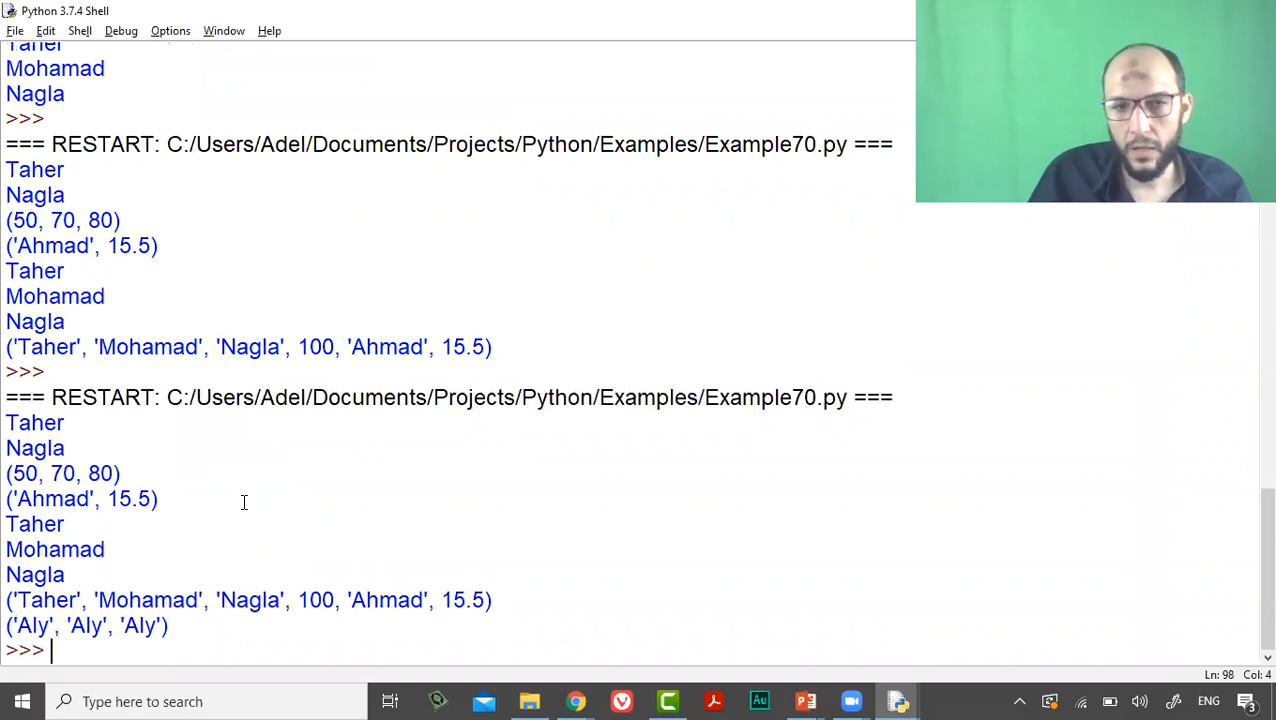 Python 3.7.4 Shell
File Edit Shell Debug Options Window Help
Taher
Mohamad
Nagla
>>>
=== RESTART: C:/Users/Adel/Documents/Projects/Python/Examples/Example70.py ===
Taher
Nagla
(50, 70, 80)
('Ahmad', 15.5)
Taher
Mohamad
Nagla
('Taher', 'Mohamad', 'Nagla', 100, 'Ahmad', 15.5)
>>>
=== RESTART: C:/Users/Adel/Documents/Projects/Python/Examples/Example70.py ===
Taher
Nagla
(50, 70, 80)
('Ahmad', 15.5)
Taher
Mohamad
Nagla
('Taher', 'Mohamad', 'Nagla', 100, 'Ahmad', 15.5)
('Aly', 'Aly', 'Aly')
>>>
Ln: 98 Col: 4
Type here to search
Au
ENG
3